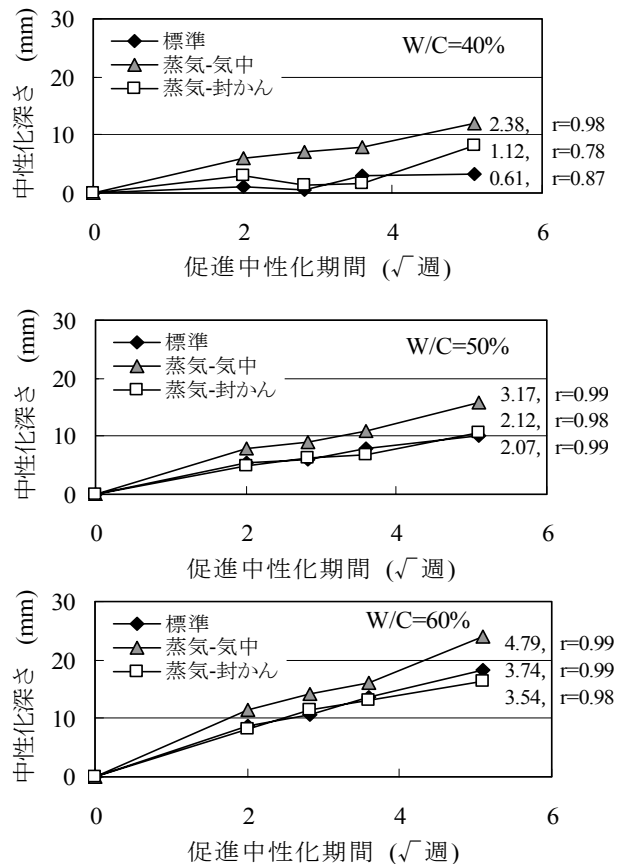 中性化深さ (mm)
30
20
10
0
標準
蒸気-気中
蒸気-封かん
W/C=40%
2.38, r=0.98
1.12, r=0.78
0.61, r=0.87
0 2 4 6
促進中性化期間 (√週)
中性化深さ (mm)
30
20
10
0
標準
蒸気-気中
蒸気-封かん
W/C=50%
3.17, r=0.99
2.12, r=0.98
2.07, r=0.99
0 2 4 6
促進中性化期間 (√週)
中性化深さ (mm)
30
20
10
0
標準
蒸気-気中
蒸気-封かん
W/C=60%
4.79, r=0.99
3.74, r=0.99
3.54, r=0.98
0 2 4 6
促進中性化期間 (√週)